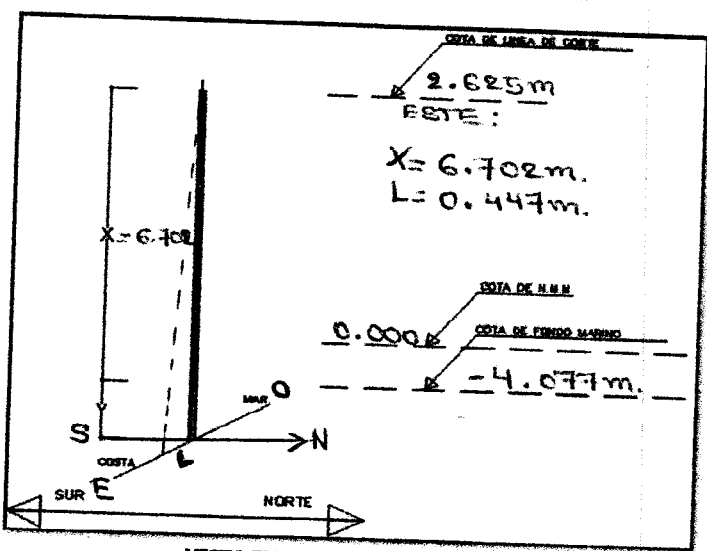 COTA DE LINEA DE CORTE
2.625m
ESTE:
X= 6.702m.
L= 0.447m.
X=6.702
COTA DE N.M.M
0.000
COTA DE FONDO MARINO
-4.077m.
MAR O
S N
COSTA L
E
SUR NORTE